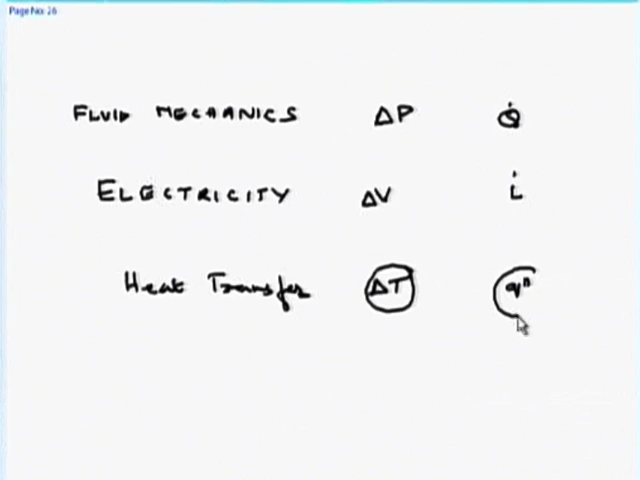 Page No: 26
FLUID MECHANICS ΔP Q̇
ELECTRICITY ΔV i
Heat Transfer ΔT q"